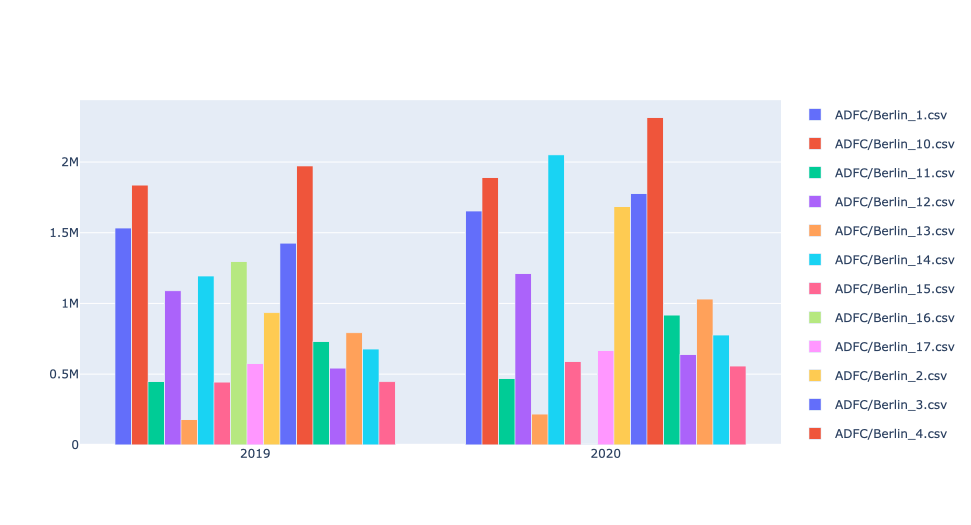 2M
1.5M
1M
0.5M
0
2019
2020
ADFC/Berlin_1.csv
ADFC/Berlin_10.csv
ADFC/Berlin_11.csv
ADFC/Berlin_12.csv
ADFC/Berlin_13.csv
ADFC/Berlin_14.csv
ADFC/Berlin_15.csv
ADFC/Berlin_16.csv
ADFC/Berlin_17.csv
ADFC/Berlin_2.csv
ADFC/Berlin_3.csv
ADFC/Berlin_4.csv